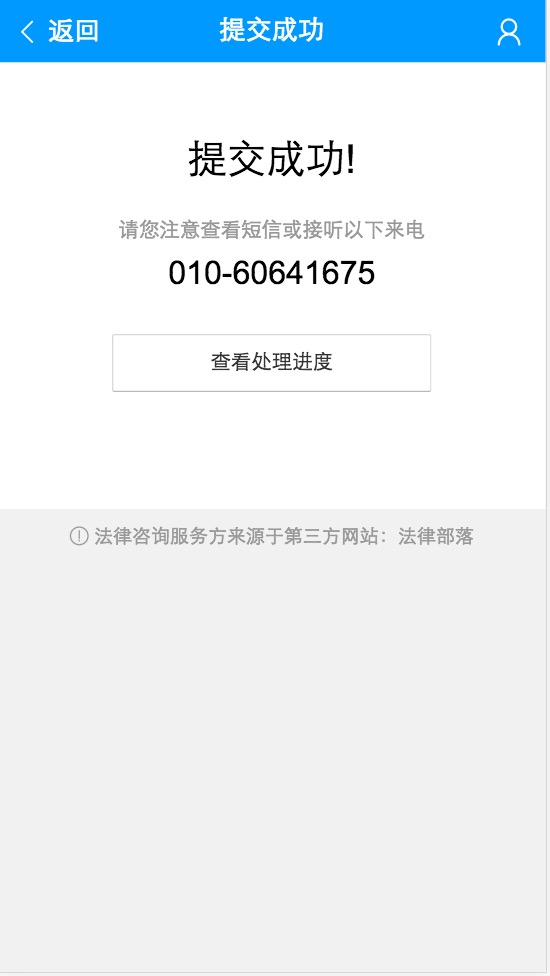 返回
提交成功
提交成功!
请您注意查看短信或接听以下来电
010-60641675
查看处理进度
法律咨询服务方来源于第三方网站：法律部落